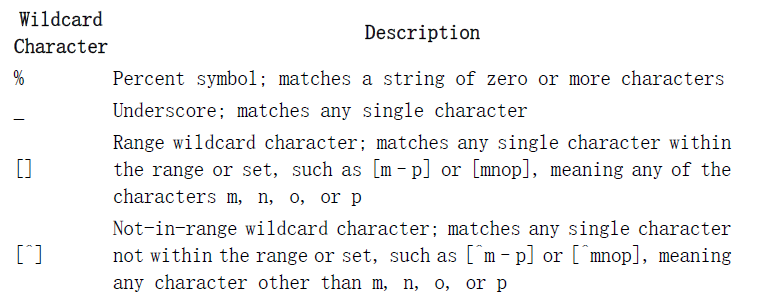 Wildcard
Character
Description
% Percent symbol; matches a string of zero or more characters
_ Underscore; matches any single character
Range wildcard character; matches any single character within
[] the range or set, such as [m‐p] or [mnop], meaning any of the
characters m, n, o, or p
Not-in-range wildcard character; matches any single character
[^] not within the range or set, such as [^m‐p] or [^mnop], meaning
any character other than m, n, o, or p